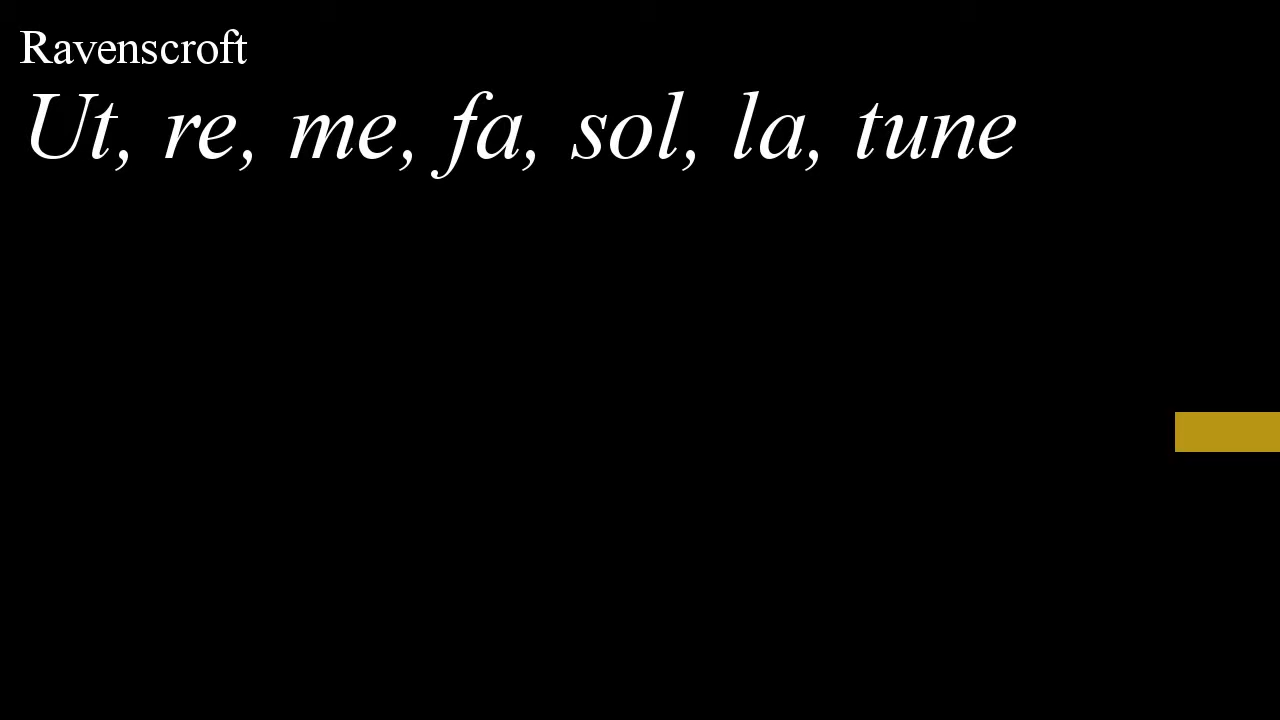 Ravenscroft
Ut, re, me, fa, sol, la, tune